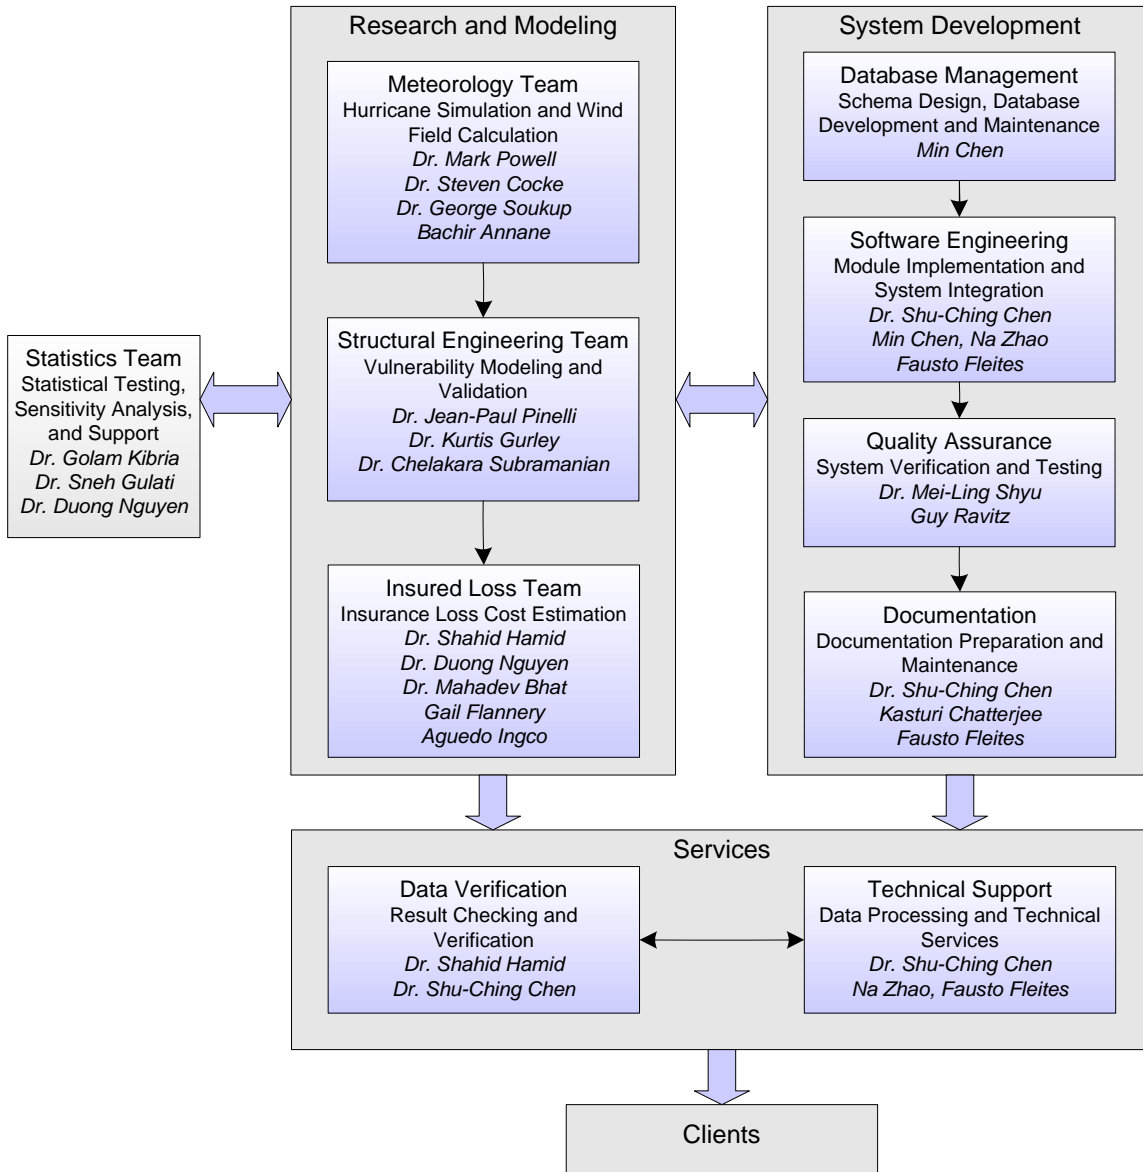 Research and Modeling
Meteorology Team
Hurricane Simulation and Wind
Field Calculation
Dr. Mark Powell
Dr. Steven Cocke
Dr. George Soukup
Bachir Annane
Structural Engineering Team
Vulnerability Modeling and
Validation
Dr. Jean-Paul Pinelli
Dr. Kurtis Gurley
Dr. Chelakara Subramanian
Insured Loss Team
Insurance Loss Cost Estimation
Dr. Shahid Hamid
Dr. Duong Nguyen
Dr. Mahadev Bhat
Gail Flannery
Aguedo Ingco
Statistics Team
Statistical Testing,
Sensitivity Analysis,
and Support
Dr. Golam Kibria
Dr. Sneh Gulati
Dr. Duong Nguyen
System Development
Database Management
Schema Design, Database
Development and Maintenance
Min Chen
Software Engineering
Module Implementation and
System Integration
Dr. Shu-Ching Chen
Min Chen, Na Zhao
Fausto Fleites
Quality Assurance
System Verification and Testing
Dr. Mei-Ling Shyu
Guy Ravitz
Documentation
Documentation Preparation and
Maintenance
Dr. Shu-Ching Chen
Kasturi Chatterjee
Fausto Fleites
Services
Data Verification
Result Checking and
Verification
Dr. Shahid Hamid
Dr. Shu-Ching Chen
Technical Support
Data Processing and Technical
Services
Dr. Shu-Ching Chen
Na Zhao, Fausto Fleites
Clients